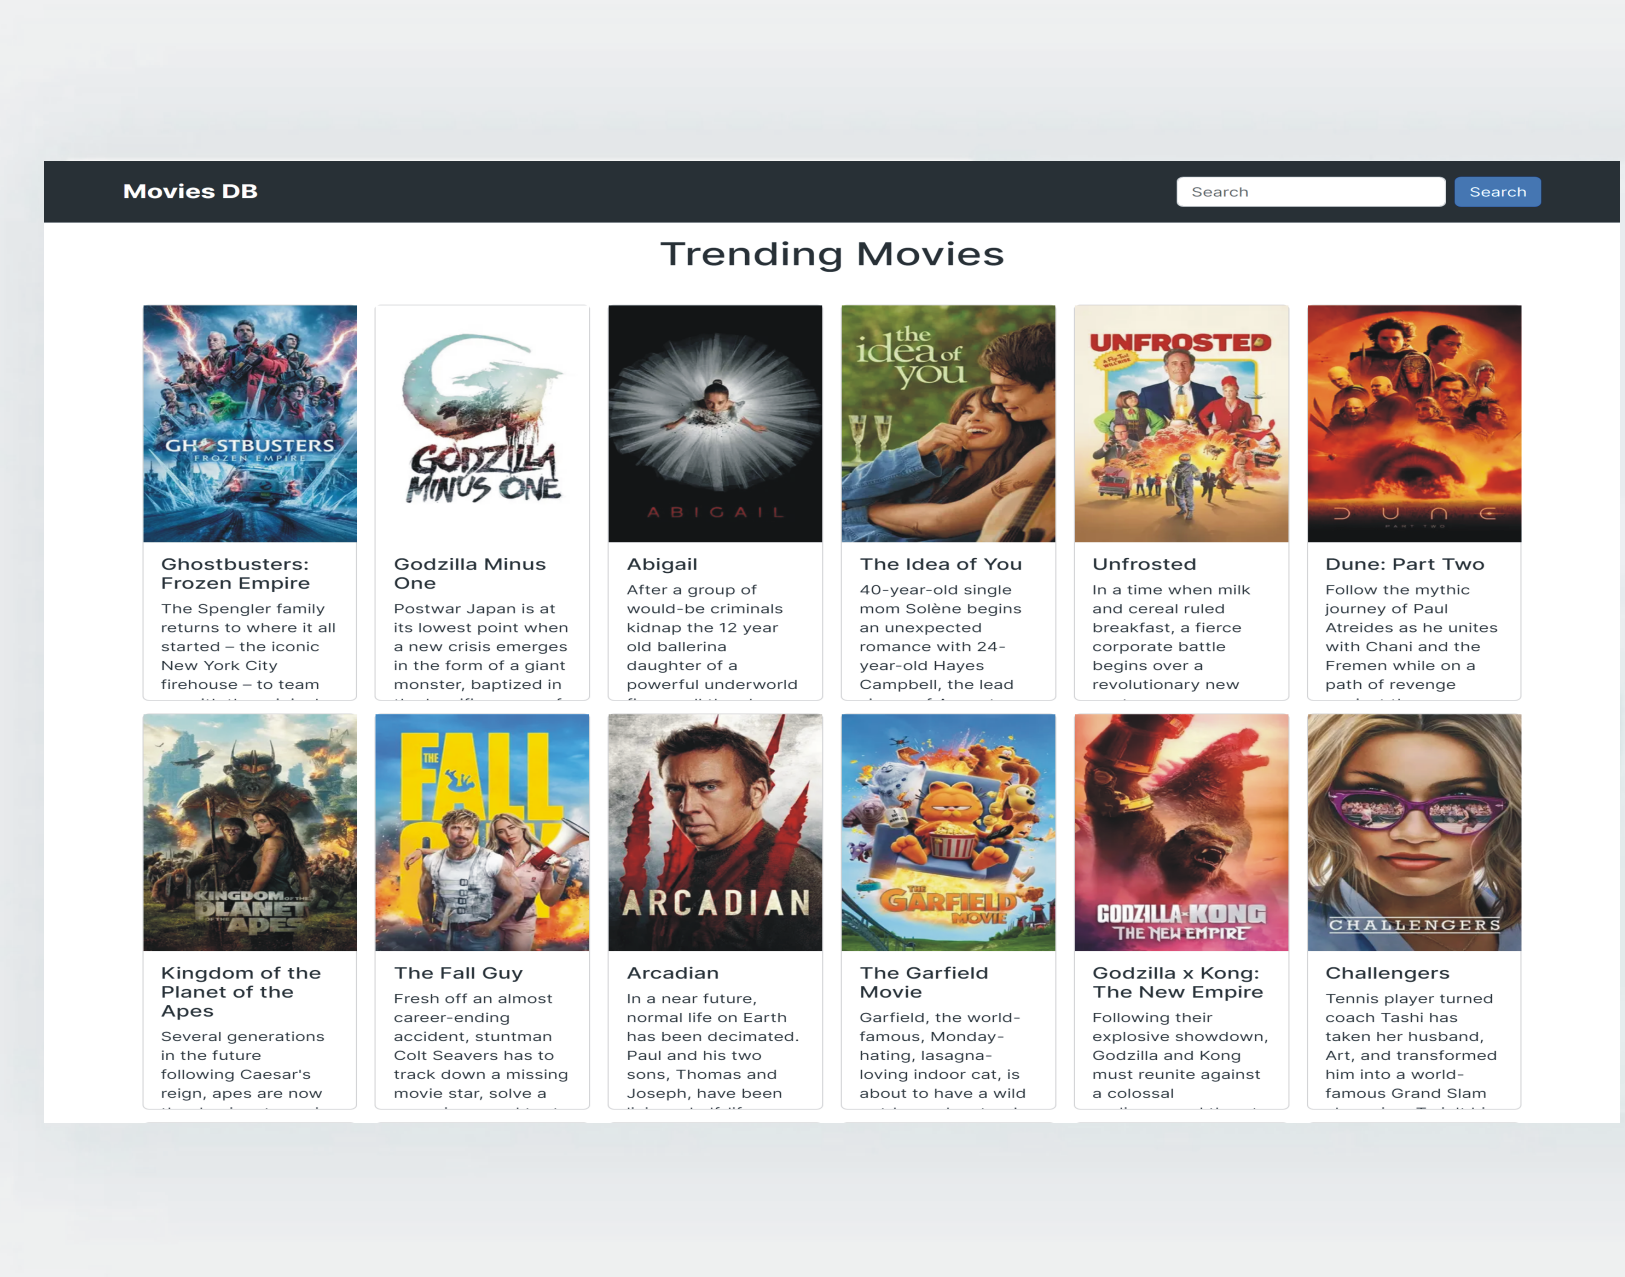 Movies DB
Search
Search
Trending Movies
GHOSTBUSTERS
FROZEN EMPIRE
Ghostbusters:
Frozen Empire
The Spengler family
returns to where it all
started – the iconic
New York City
firehouse – to team
GODZILLA
MINUS ONE
Godzilla Minus
One
Postwar Japan is at
its lowest point when
a new crisis emerges
in the form of a giant
monster, baptized in
ABIGAIL
Abigail
After a group of
would-be criminals
kidnap the 12 year
old ballerina
daughter of a
powerful underworld
the
idea of
you
The Idea of You
40-year-old single
mom Solène begins
an unexpected
romance with 24-
year-old Hayes
Campbell, the lead
UNFROSTED
Unfrosted
In a time when milk
and cereal ruled
breakfast, a fierce
corporate battle
begins over a
revolutionary new
DUNE
PART TWO
Dune: Part Two
Follow the mythic
journey of Paul
Atreides as he unites
with Chani and the
Fremen while on a
path of revenge
KINGDOM OF THE
PLANET
OF THE APES
Kingdom of the
Planet of the
Apes
Several generations
in the future
following Caesar's
reign, apes are now
THE
FALL
GUY
The Fall Guy
Fresh off an almost
career-ending
accident, stuntman
Colt Seavers has to
track down a missing
movie star, solve a
ARCADIAN
Arcadian
In a near future,
normal life on Earth
has been decimated.
Paul and his two
sons, Thomas and
Joseph, have been
THE
GARFIELD
MOVIE
The Garfield
Movie
Garfield, the world-
famous, Monday-
hating, lasagna-
loving indoor cat, is
about to have a wild
GODZILLA x KONG
THE NEW EMPIRE
Godzilla x Kong:
The New Empire
Following their
explosive showdown,
Godzilla and Kong
must reunite against
a colossal
CHALLENGERS
Challengers
Tennis player turned
coach Tashi has
taken her husband,
Art, and transformed
him into a world-
famous Grand Slam